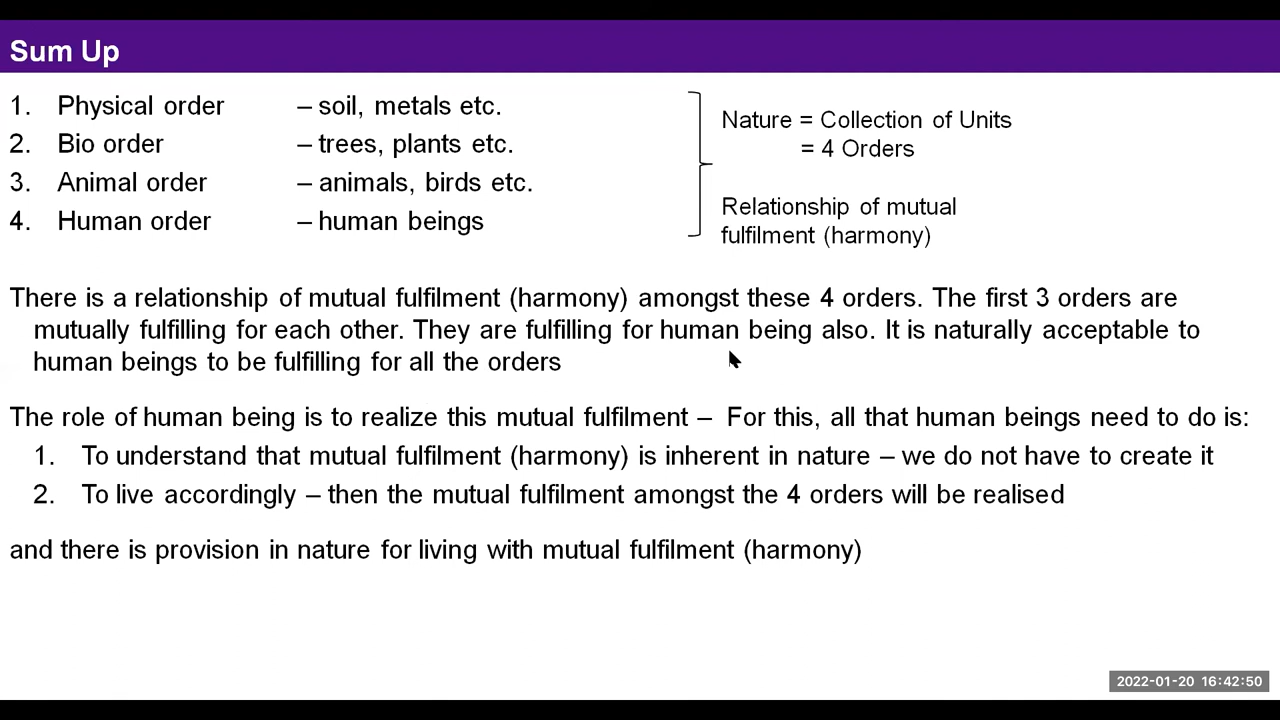 Sum Up
1. Physical order – soil, metals etc.
2. Bio order – trees, plants etc.
3. Animal order – animals, birds etc.
4. Human order – human beings
Nature = Collection of Units
= 4 Orders
Relationship of mutual
fulfilment (harmony)
There is a relationship of mutual fulfilment (harmony) amongst these 4 orders. The first 3 orders are
mutually fulfilling for each other. They are fulfilling for human being also. It is naturally acceptable to
human beings to be fulfilling for all the orders
The role of human being is to realize this mutual fulfilment – For this, all that human beings need to do is:
1. To understand that mutual fulfilment (harmony) is inherent in nature – we do not have to create it
2. To live accordingly – then the mutual fulfilment amongst the 4 orders will be realised
and there is provision in nature for living with mutual fulfilment (harmony)
2022-01-20 16:42:50